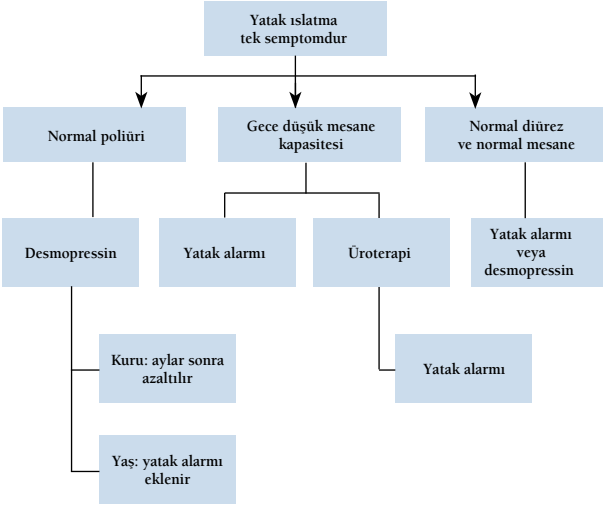 Yatak ıslatma
tek semptomdur
Normal poliüri
Gece düşük mesane
kapasitesi
Normal diürez
ve normal mesane
Desmopressin
Yatak alarmı
Üroterapi
Yatak alarmı
veya
desmopressin
Kuru: aylar sonra
azaltılır
Yatak alarmı
Yaş: yatak alarmı
eklenir